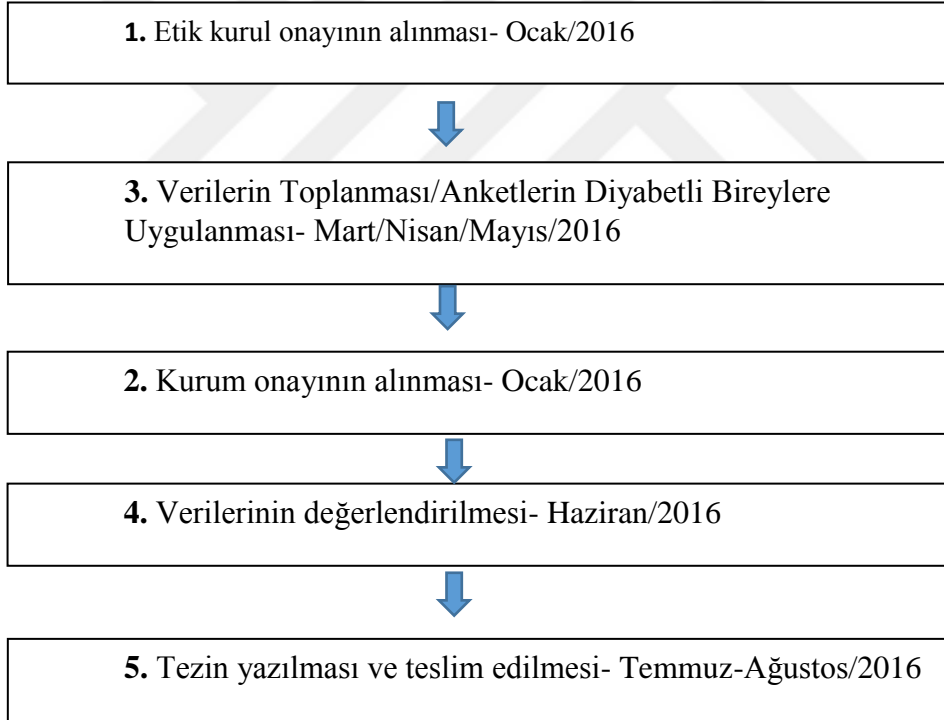 1. Etik kurul onayının alınması- Ocak/2016
3. Verilerin Toplanması/Anketlerin Diyabetli Bireylere
Uygulanması- Mart/Nisan/Mayıs/2016
2. Kurum onayının alınması- Ocak/2016
4. Verilerinin değerlendirilmesi- Haziran/2016
5. Tezin yazılması ve teslim edilmesi- Temmuz-Ağustos/2016